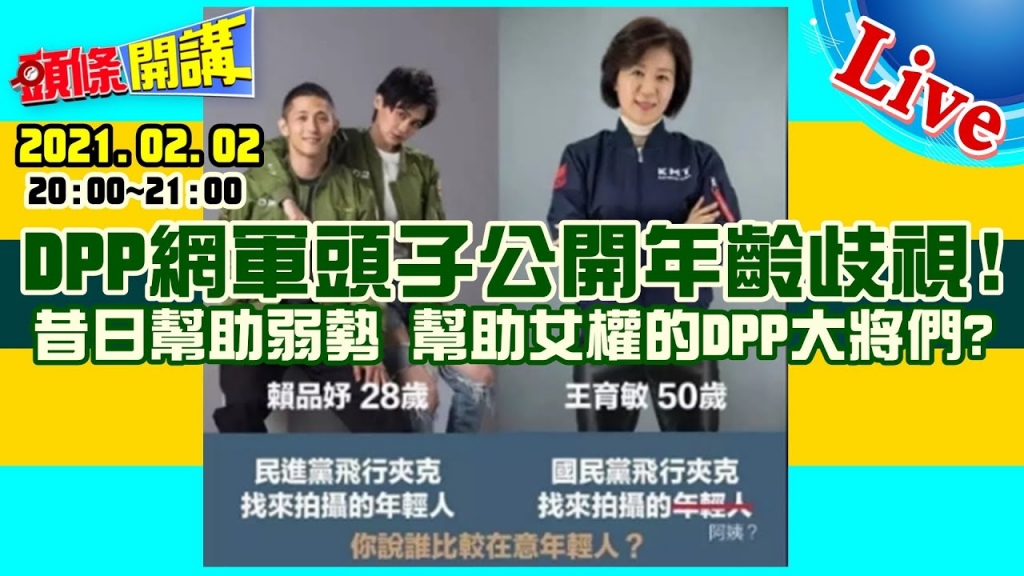 頭條開講
Live
2021.02.02
20:00~21:00
KMT
DPP網軍頭子公開年齡歧視!
昔日幫助弱勢 幫助女權的DPP大將們?
賴品妤 28歲
王育敏 50歲
民進黨飛行夾克
找來拍攝的年輕人
國民黨飛行夾克
找來拍攝的年輕人
阿姨?
你說誰比較在意年輕人?